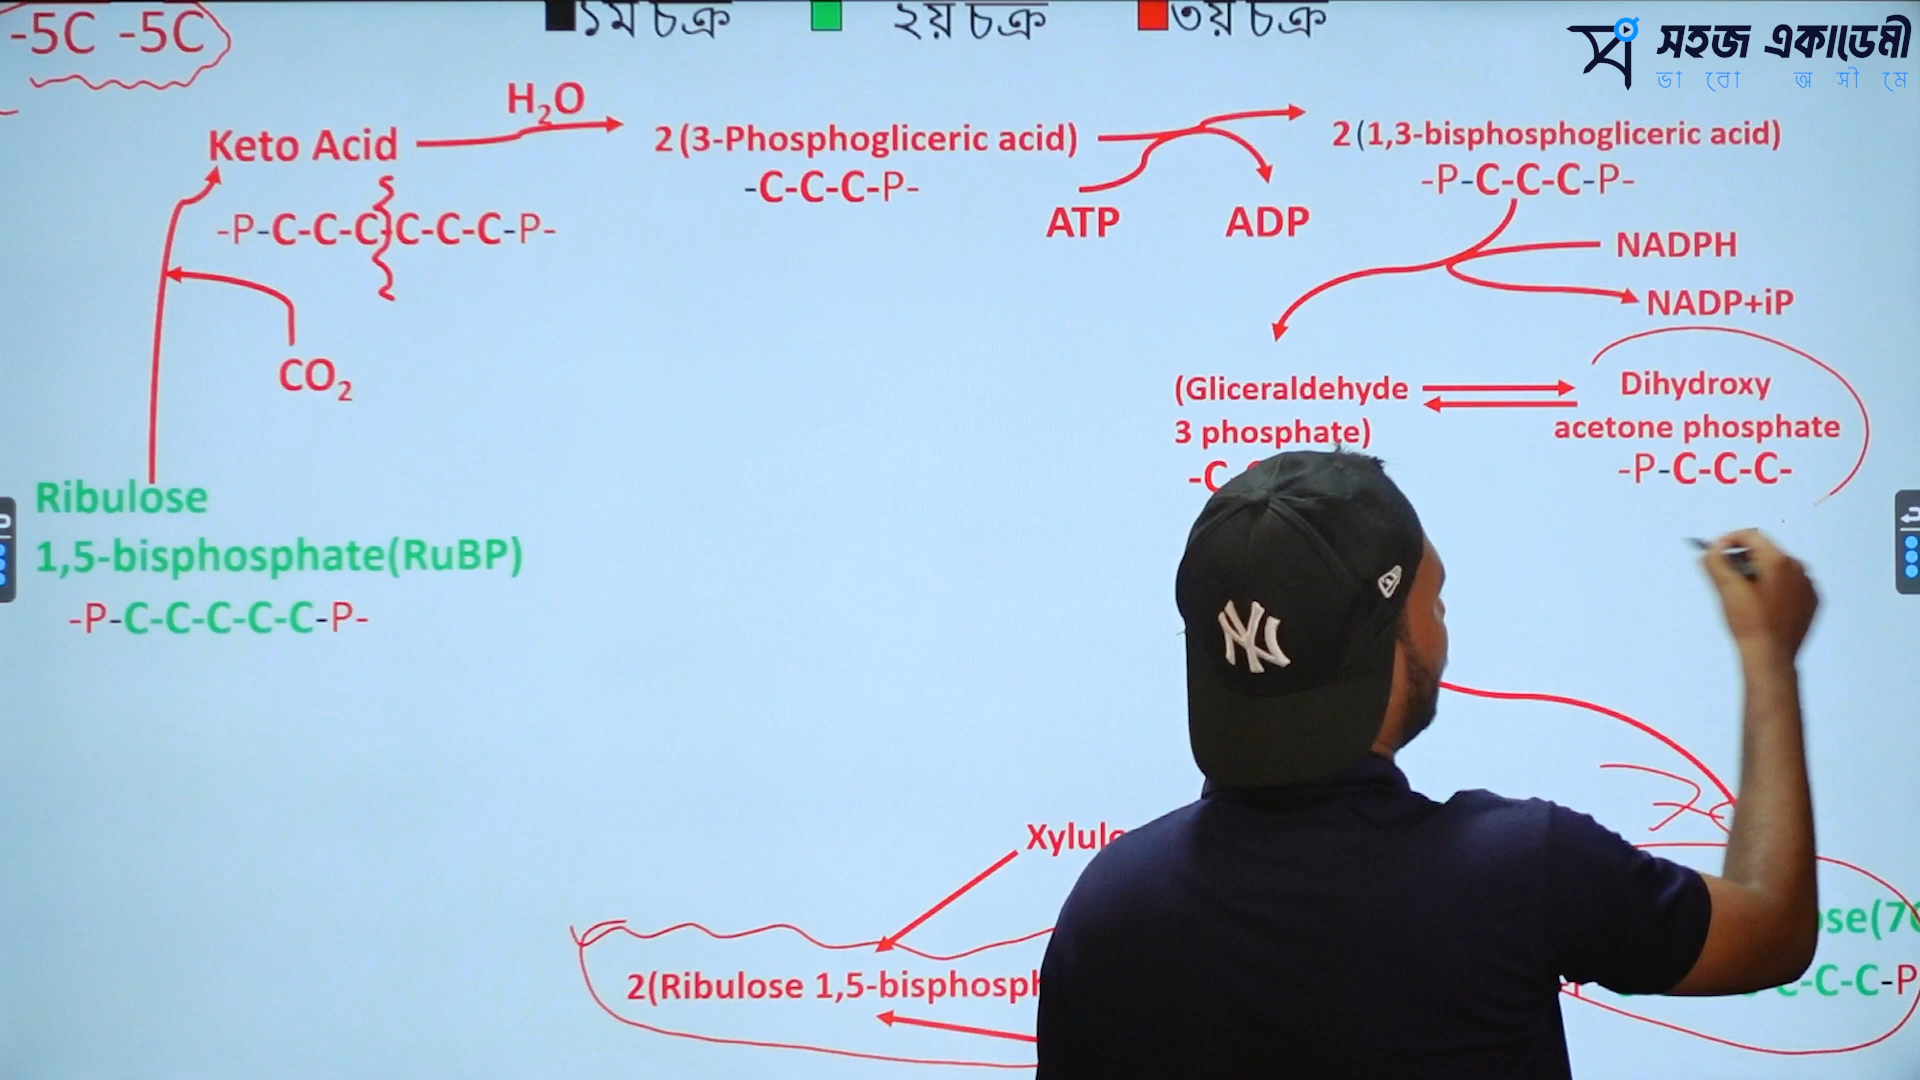 -5C -5C
১ম চক্র ২য় চক্র ৩য় চক্র
সহজ একাডেমী
ভাবো অসীমে
H₂O
Keto Acid
2(3-Phosphogliceric acid)
2(1,3-bisphosphogliceric acid)
-P-C-C-C-C-C-C-P-
-C-C-C-P-
-P-C-C-C-P-
ATP
ADP
NADPH
NADP+iP
CO₂
(Gliceraldehyde
3 phosphate)
-C
Dihydroxy
acetone phosphate
-P-C-C-C-
Ribulose
1,5-bisphosphate(RuBP)
-P-C-C-C-C-C-P-
2(Ribulose 1,5-bisphosph
C-C-C-P
NY